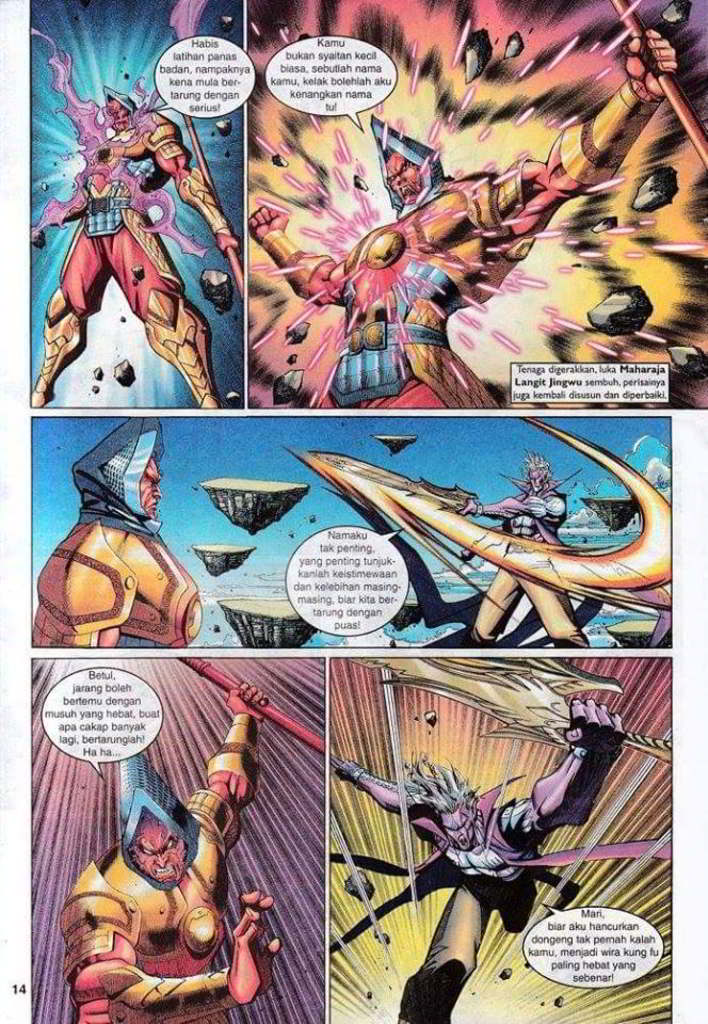 Habis
latihan panas
badan, nampaknya
kena mula ber-
tarung dengan
serius!
Kamu
bukan syaitan kecil
biasa, sebutlah nama
kamu, kelak bolehlah aku
kenangkan nama
tu!
Tenaga digerakkan, luka Maharaja
Langit Jingwu sembuh, perisainya
juga kembali disusun dan diperbaiki.
Namaku
tak penting,
yang penting tunjuk-
kanlah keistimewaan
dan kelebihan masing-
masing, biar kita ber-
tarung dengan
puas!
Betul,
jarang boleh
bertemu dengan
musuh yang hebat, buat
apa cakap banyak
lagi, bertarunglah!
Ha ha...
Mari,
biar aku hancurkan
dongeng tak pernah kalah
kamu, menjadi wira kung fu
paling hebat yang
sebenar!
14